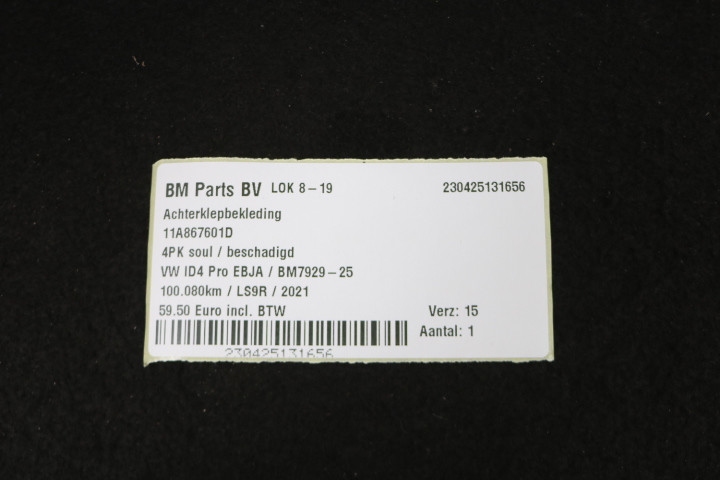 BM Parts BV LOK 8-19 230425131656
Achterklepbekleding
11A867601D
4PK soul / beschadigd
VW ID4 Pro EBJA / BM7929-25
100.080km / LS9R / 2021
59.50 Euro incl. BTW Verz: 15
Aantal: 1
230425131656